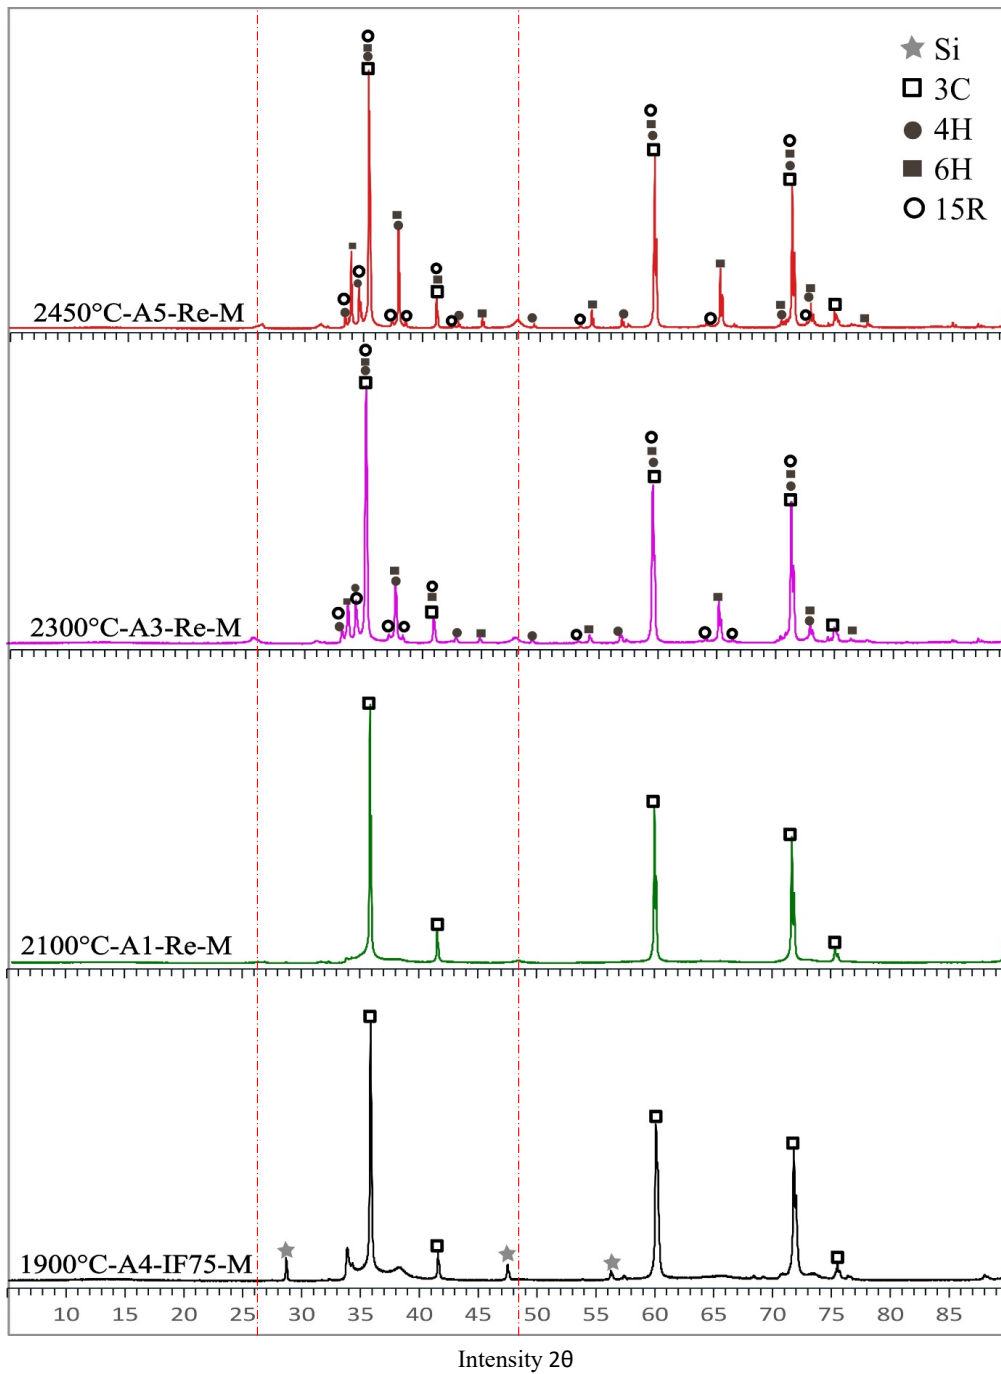 Si
3C
4H
6H
15R
2450°C-A5-Re-M
2300°C-A3-Re-M
2100°C-A1-Re-M
1900°C-A4-IF75-M
10 15 20 25 30 35 40 45 50 55 60 65 70 75 80 85
Intensity 2θ